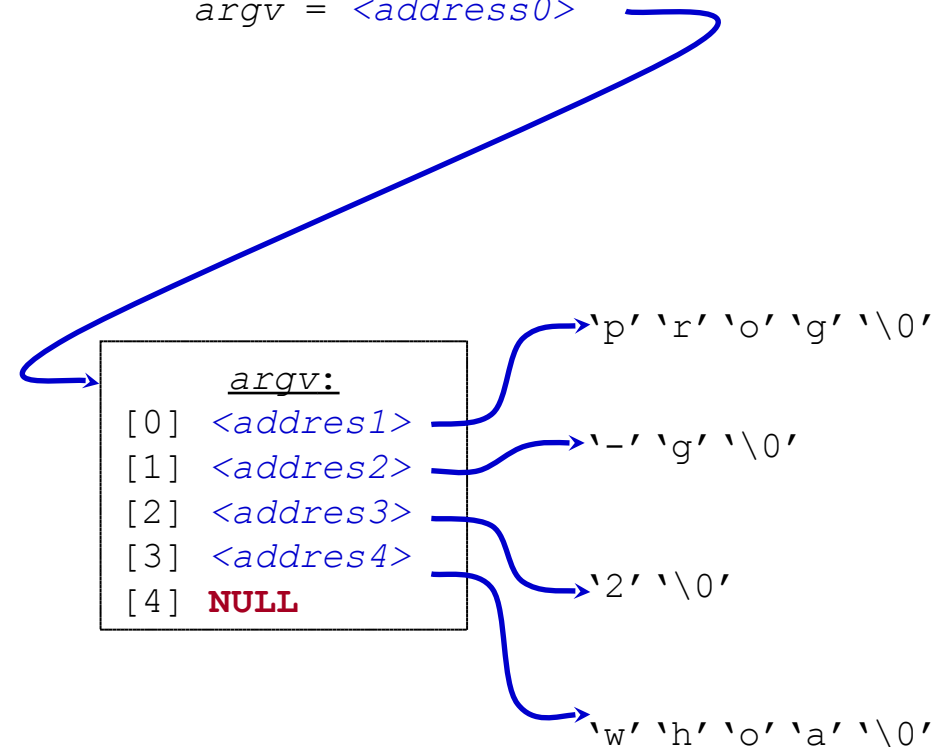 argv = <address0>
‘p’ ‘r’ ‘o’ ‘g’ ‘\0’
argv:
[0] <addres1>
‘-’ ‘g’ ‘\0’
[1] <addres2>
[2] <addres3>
[3] <addres4>
‘2’ ‘\0’
[4] NULL
‘w’ ‘h’ ‘o’ ‘a’ ‘\0’